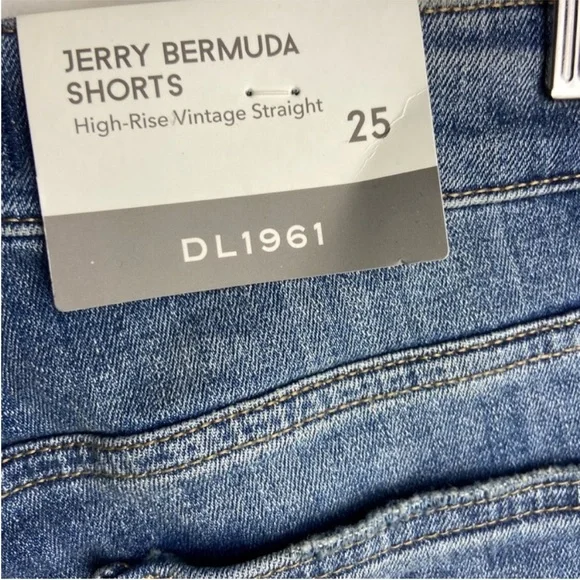 JERRY BERMUDA
SHORTS
High-Rise Vintage Straight
25
DL1961